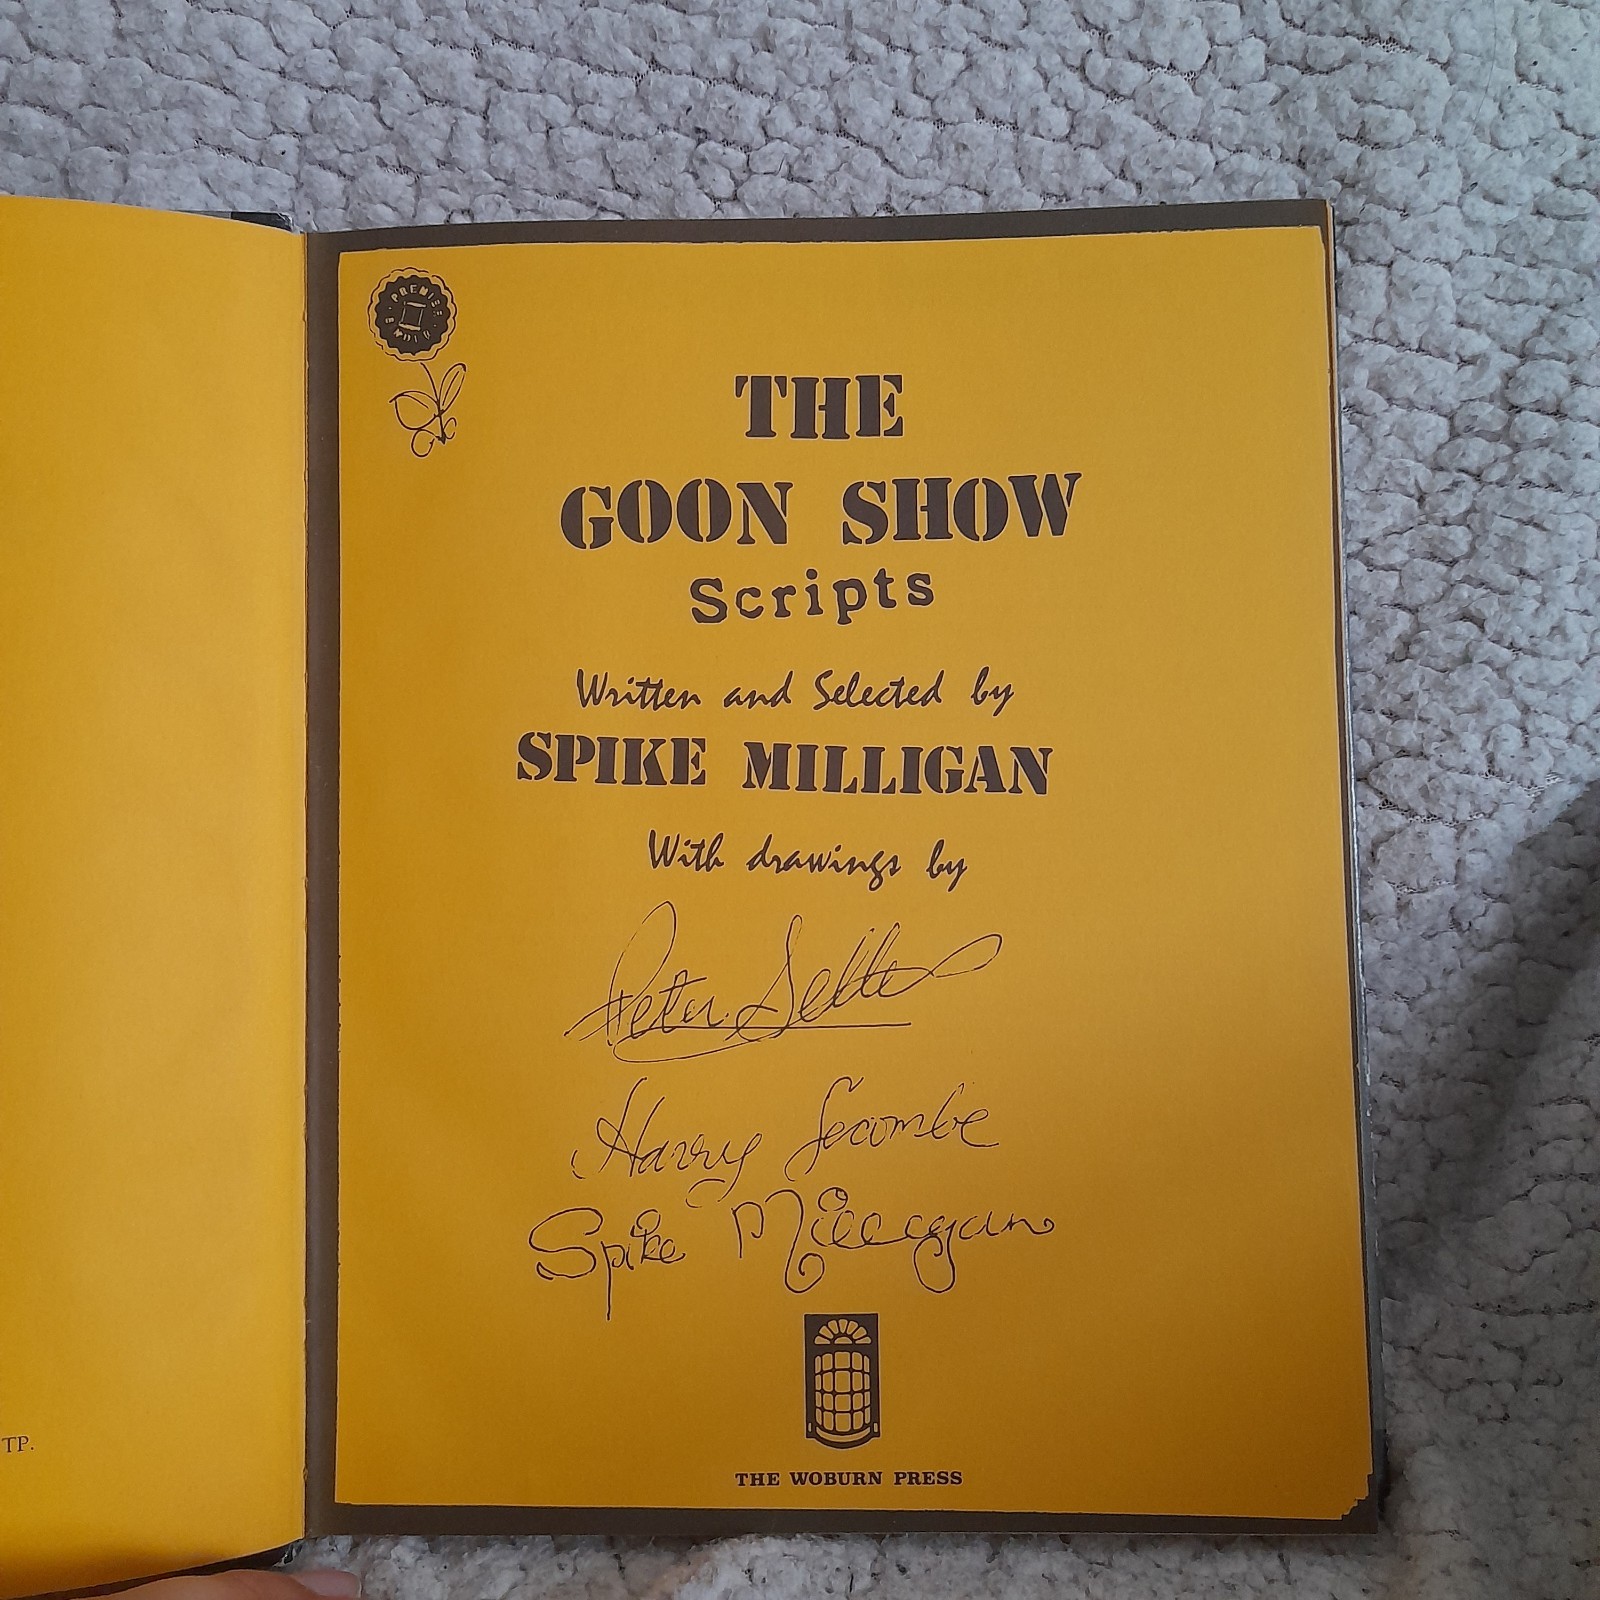 THE
GOON SHOW
Scripts
Written and Selected by
SPIKE MILLIGAN
With drawings by
Peter Sellers
Harry Secombe
Spike Milligan
THE WOBURN PRESS
TP.